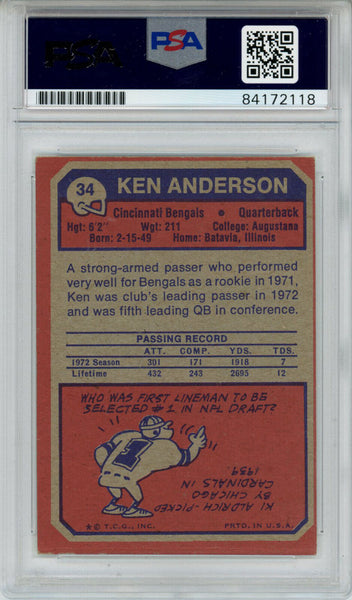 PSA
PSA
84172118
34 KEN ANDERSON
Cincinnati Bengals • Quarterback
Hgt: 6'2" Wgt: 211 College: Augustana
Born: 2-15-49 Home: Batavia, Illinois
A strong-armed passer who performed
very well for Bengals as a rookie in 1971,
Ken was club's leading passer in 1972
and was fifth leading QB in conference.
PASSING RECORD
ATT. COMP. YDS. TDS.
1972 Season 301 171 1918 7
Lifetime 432 243 2695 12
WHO WAS FIRST LINEMAN TO BE
SELECTED #1 IN NFL DRAFT?
1
KI ALDRICH-PICKED
BY CHICAGO
CARDINALS IN
1939.
★© T.C.G., INC. PRTD. IN U.S.A.